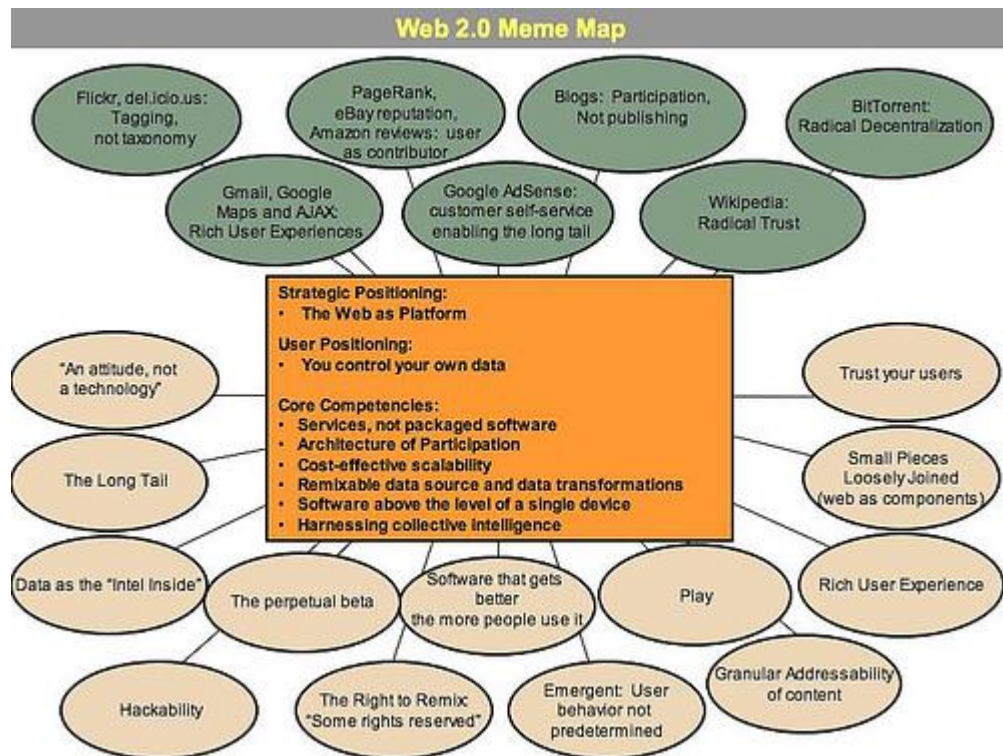 Web 2.0 Meme Map
Flickr, del.icio.us:
Tagging,
not taxonomy
PageRank,
eBay reputation,
Amazon reviews: user
as contributor
Blogs: Participation,
Not publishing
BitTorrent:
Radical Decentralization
Gmail, Google
Maps and AJAX:
Rich User Experiences
Google AdSense:
customer self-service
enabling the long tail
Wikipedia:
Radical Trust
Strategic Positioning:
• The Web as Platform
User Positioning:
• You control your own data
Core Competencies:
• Services, not packaged software
• Architecture of Participation
• Cost-effective scalability
• Remixable data source and data transformations
• Software above the level of a single device
• Harnessing collective intelligence
"An attitude, not
a technology"
Trust your users
The Long Tail
Small Pieces
Loosely Joined
(web as components)
Data as the "Intel Inside"
The perpetual beta
Software that gets
better
the more people use it
Play
Rich User Experience
Hackability
The Right to Remix:
"Some rights reserved"
Emergent: User
behavior not
predetermined
Granular Addressability
of content